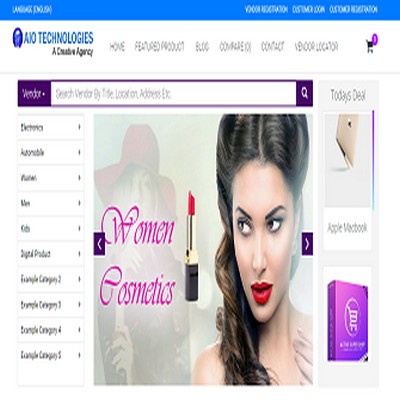 LANGUAGE (ENGLISH)
VENDOR REGISTRATION CUSTOMER LOGIN CUSTOMER REGISTRATION
AIO TECHNOLOGIES
A Creative Agency
HOME FEATURED PRODUCT BLOG COMPARE (0) CONTACT VENDOR LOCATOR
Vendor
Search Vendor By Title, Location, Address Etc.
Todays Deal
Electronics
Automobile
Women
Men
Kids
Digital Product
Example Category 2
Example Category 3
Example Category 4
Example Category 5
Women
Cosmetics
Apple Macbook